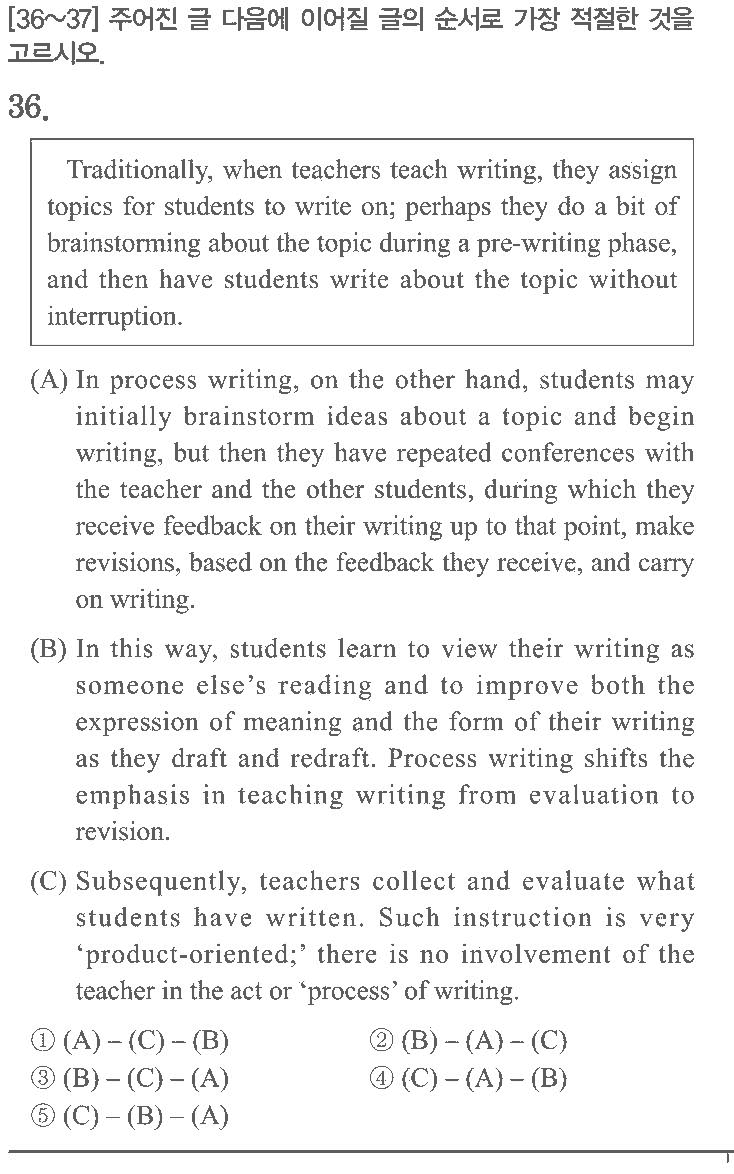 [36～37] 주어진 글 다음에 이어질 글의 순서로 가장 적절한 것을
고르시오.
36.
Traditionally, when teachers teach writing, they assign
topics for students to write on; perhaps they do a bit of
brainstorming about the topic during a pre-writing phase,
and then have students write about the topic without
interruption.
(A) In process writing, on the other hand, students may
initially brainstorm ideas about a topic and begin
writing, but then they have repeated conferences with
the teacher and the other students, during which they
receive feedback on their writing up to that point, make
revisions, based on the feedback they receive, and carry
on writing.
(B) In this way, students learn to view their writing as
someone else's reading and to improve both the
expression of meaning and the form of their writing
as they draft and redraft. Process writing shifts the
emphasis in teaching writing from evaluation to
revision.
(C) Subsequently, teachers collect and evaluate what
students have written. Such instruction is very
‘product-oriented;’ there is no involvement of the
teacher in the act or ‘process’ of writing.
① (A) – (C) – (B) ② (B) – (A) – (C)
③ (B) – (C) – (A) ④ (C) – (A) – (B)
⑤ (C) – (B) – (A)